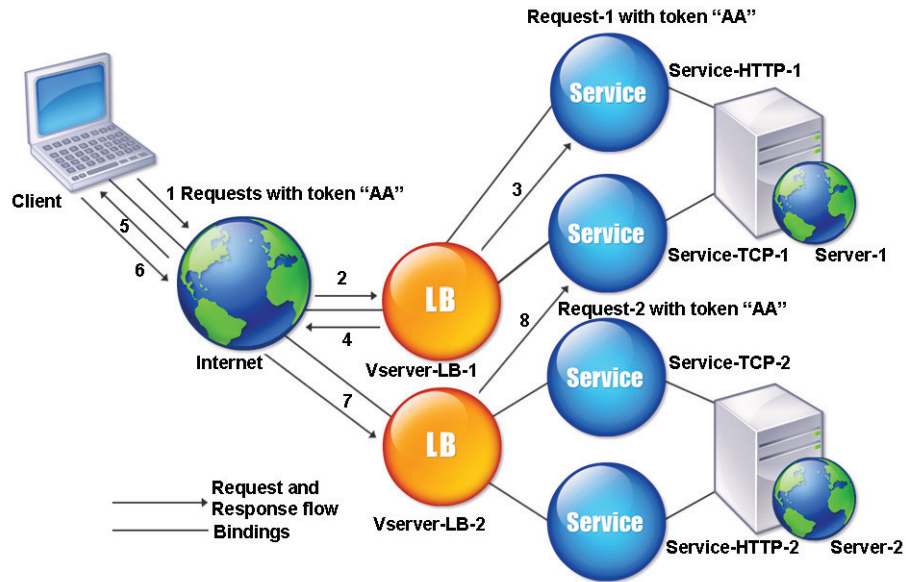 Request-1 with token “AA”
Service
Service-HTTP-1
Client
1 Requests with token “AA”
5
6
3
Service
Service-TCP-1
Server-1
2
LB
4
8
Internet
Vserver-LB-1
Request-2 with token “AA”
Service
Service-TCP-2
7
LB
Vserver-LB-2
Service
Service-HTTP-2
Server-2
Request and
Response flow
Bindings